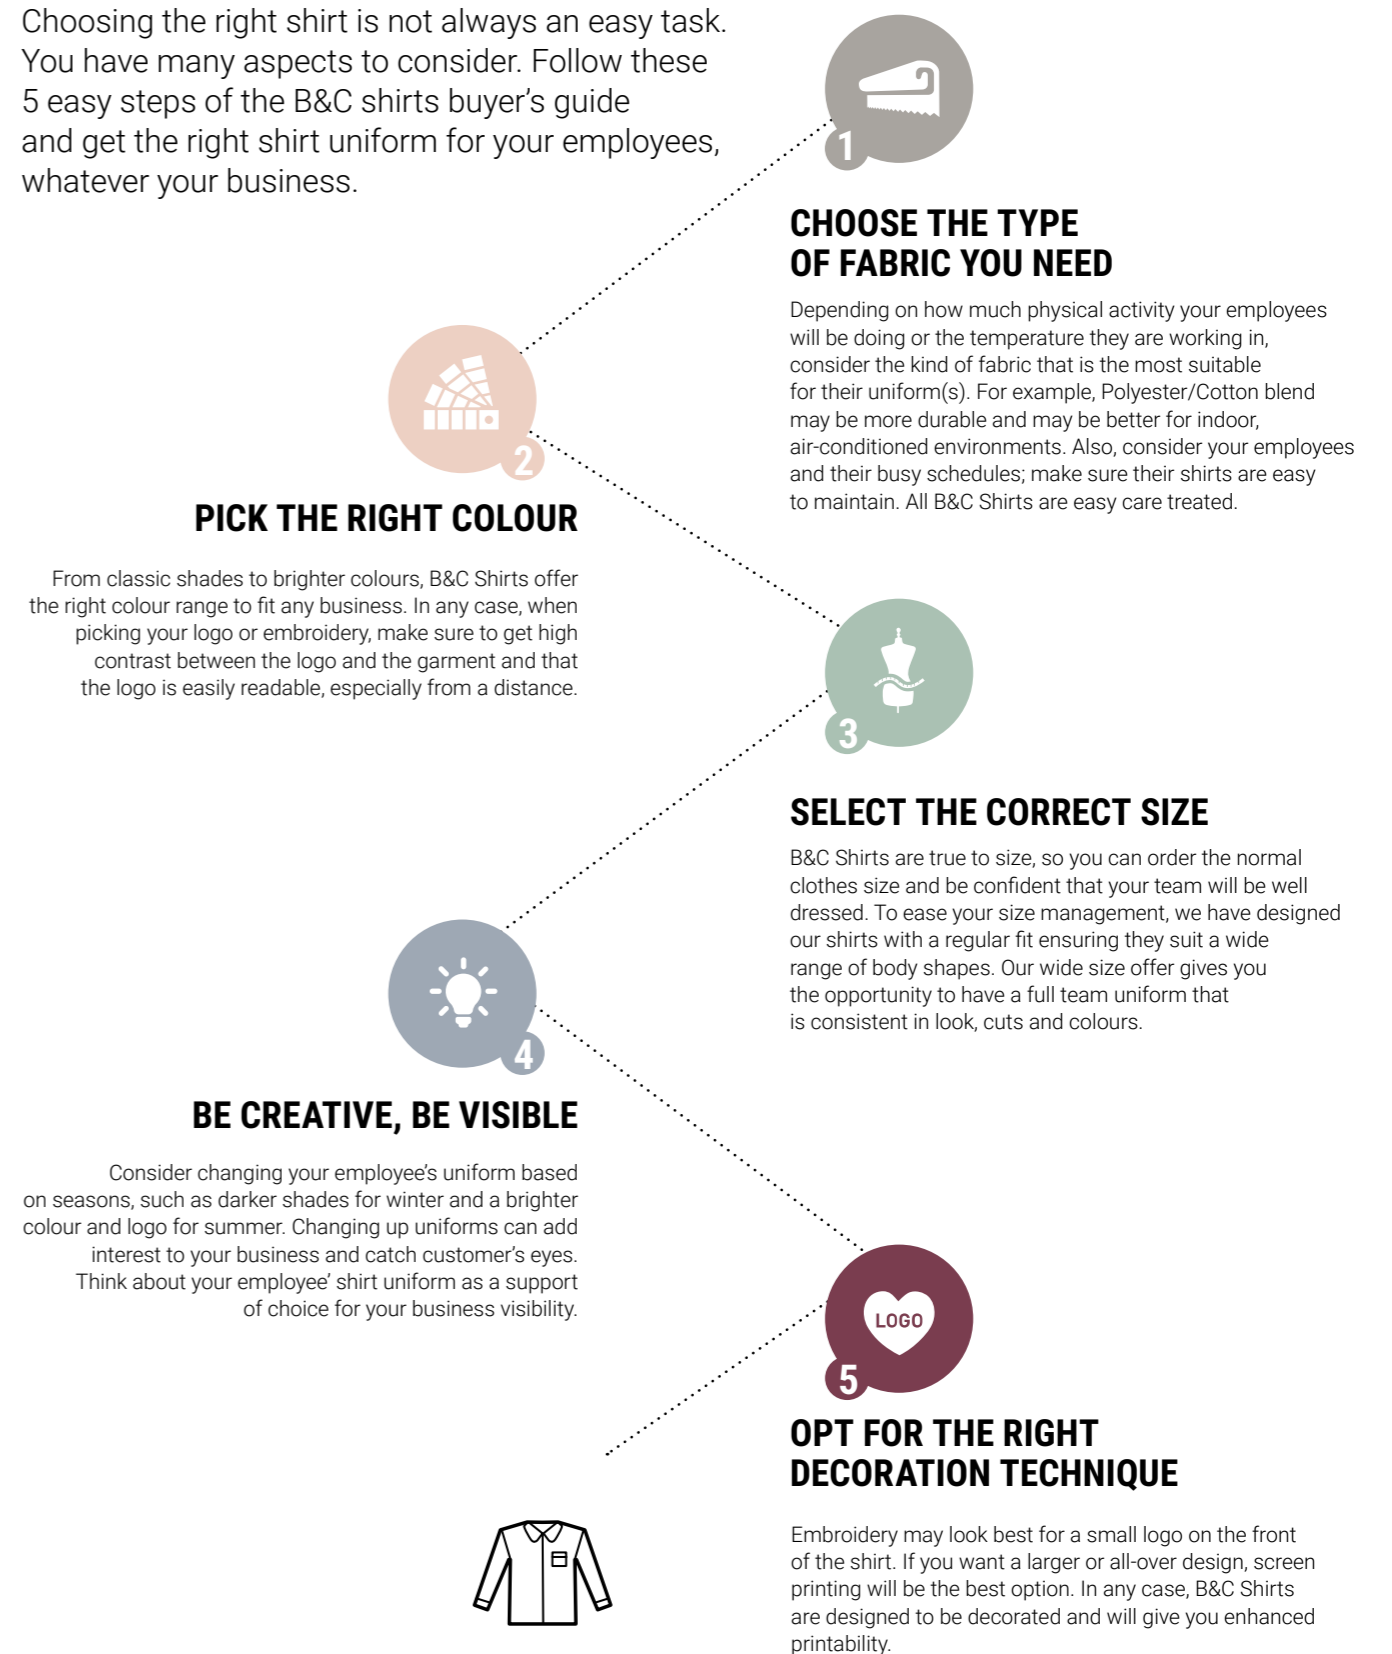 Choosing the right shirt is not always an easy task.
You have many aspects to consider. Follow these
5 easy steps of the B&C shirts buyer's guide
and get the right shirt uniform for your employees,
whatever your business.
1
CHOOSE THE TYPE
OF FABRIC YOU NEED
Depending on how much physical activity your employees
will be doing or the temperature they are working in,
consider the kind of fabric that is the most suitable
for their uniform(s). For example, Polyester/Cotton blend
may be more durable and may be better for indoor,
air-conditioned environments. Also, consider your employees
and their busy schedules; make sure their shirts are easy
to maintain. All B&C Shirts are easy care treated.
2
PICK THE RIGHT COLOUR
From classic shades to brighter colours, B&C Shirts offer
the right colour range to fit any business. In any case, when
picking your logo or embroidery, make sure to get high
contrast between the logo and the garment and that
the logo is easily readable, especially from a distance.
3
SELECT THE CORRECT SIZE
B&C Shirts are true to size, so you can order the normal
clothes size and be confident that your team will be well
dressed. To ease your size management, we have designed
our shirts with a regular fit ensuring they suit a wide
range of body shapes. Our wide size offer gives you
the opportunity to have a full team uniform that
is consistent in look, cuts and colours.
4
BE CREATIVE, BE VISIBLE
Consider changing your employee's uniform based
on seasons, such as darker shades for winter and a brighter
colour and logo for summer. Changing up uniforms can add
interest to your business and catch customer's eyes.
Think about your employee' shirt uniform as a support
of choice for your business visibility.
LOGO
5
OPT FOR THE RIGHT
DECORATION TECHNIQUE
Embroidery may look best for a small logo on the front
of the shirt. If you want a larger or all-over design, screen
printing will be the best option. In any case, B&C Shirts
are designed to be decorated and will give you enhanced
printability.